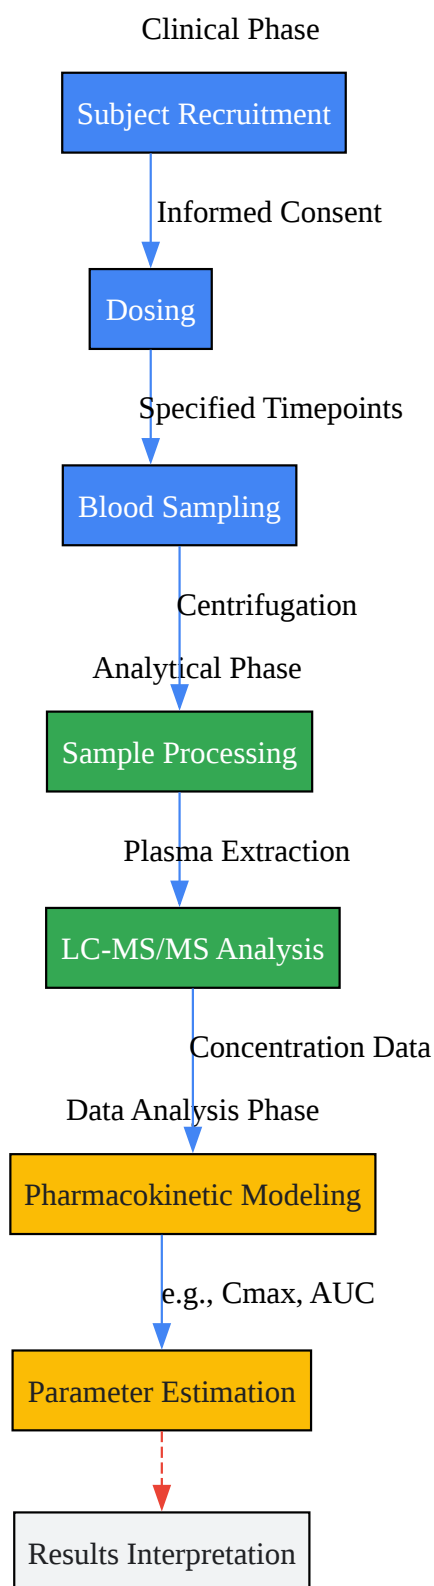 Clinical Phase
Subject Recruitment
Informed Consent
Dosing
Specified Timepoints
Blood Sampling
Centrifugation
Analytical Phase
Sample Processing
Plasma Extraction
LC-MS/MS Analysis
Concentration Data
Data Analysis Phase
Pharmacokinetic Modeling
e.g., Cmax, AUC
Parameter Estimation
Results Interpretation